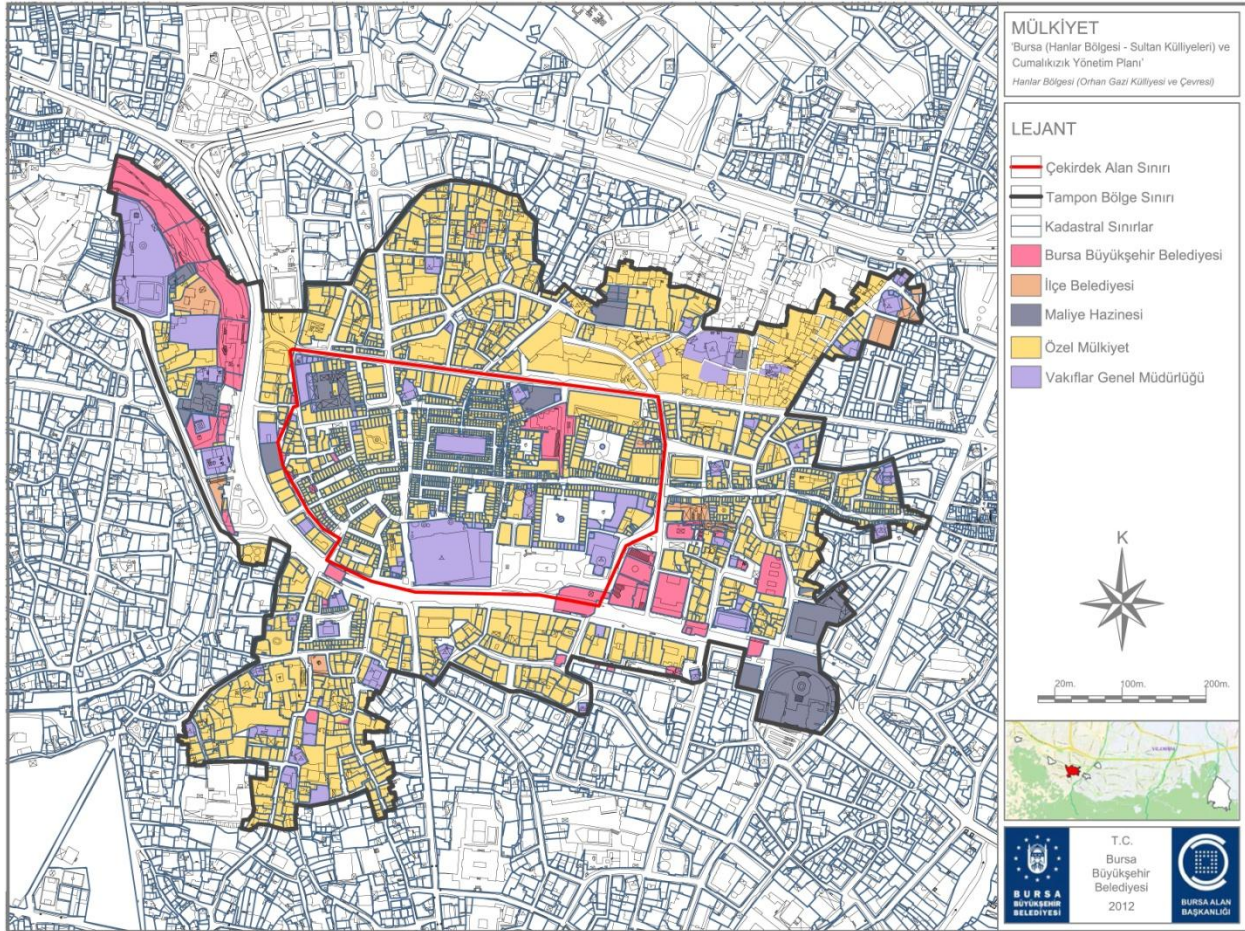 MÜLKİYET
'Bursa (Hanlar Bölgesi - Sultan Külliyeleri) ve
Cumalıkızık Yönetim Planı'
Hanlar Bölgesi (Orhan Gazi Külliyesi ve Çevresi)
LEJANT
Çekirdek Alan Sınırı
Tampon Bölge Sınırı
Kadastral Sınırlar
Bursa Büyükşehir Belediyesi
İlçe Belediyesi
Maliye Hazinesi
Özel Mülkiyet
Vakıflar Genel Müdürlüğü
K
20m. 100m. 200m.
BURSA
BÜYÜKŞEHİR
BELEDİYESİ
T.C.
Bursa
Büyükşehir
Belediyesi
2012
BURSA ALAN
BAŞKANLIĞI